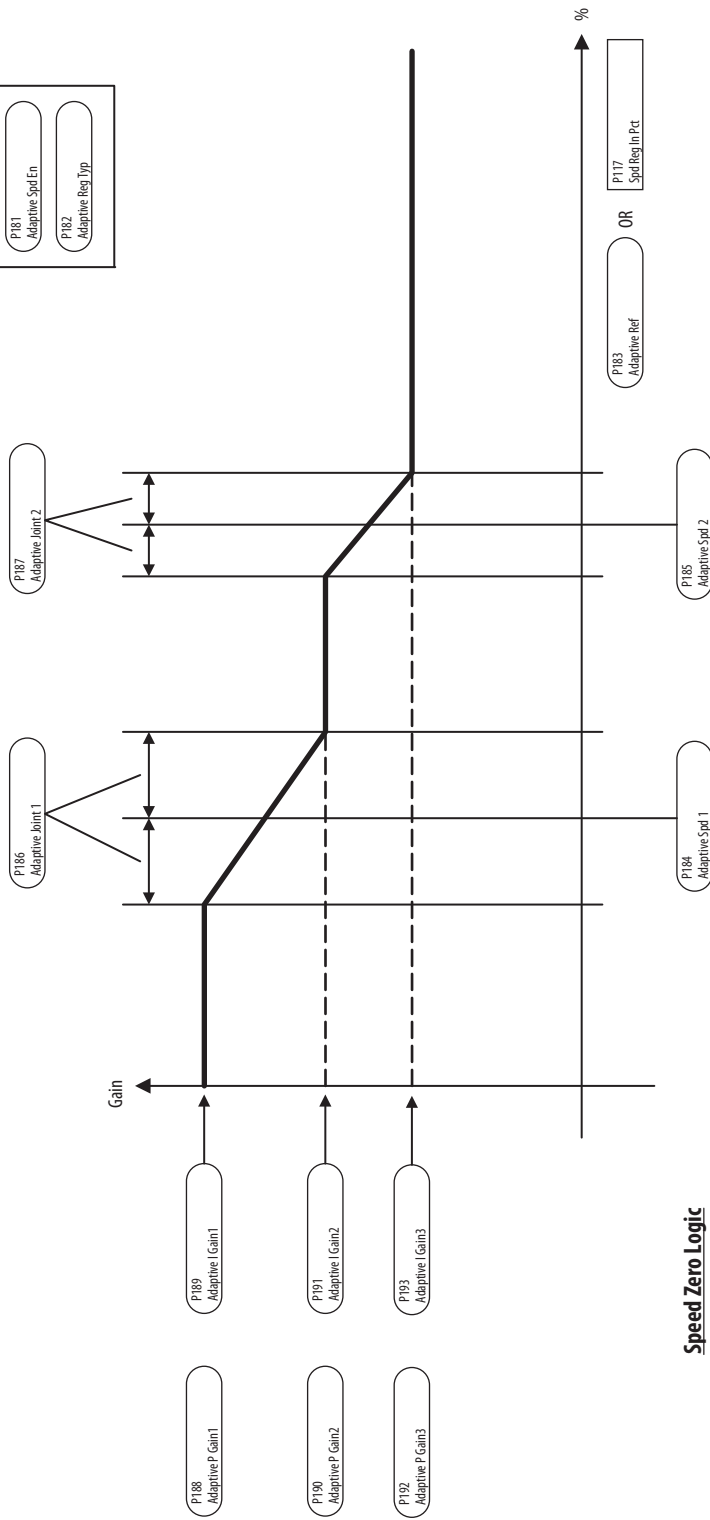 P181
Adaptive Spd En
P182
Adaptive Reg Typ
P187
Adaptive Joint 2
P186
Adaptive Joint 1
Gain
P188
Adaptive P Gain1
P189
Adaptive I Gain1
P190
Adaptive P Gain2
P191
Adaptive I Gain2
P192
Adaptive P Gain3
P193
Adaptive I Gain3
%
P183
Adaptive Ref
OR
P117
Spd Reg In Pct
P184
Adaptive Spd 1
P185
Adaptive Spd 2
Speed Zero Logic